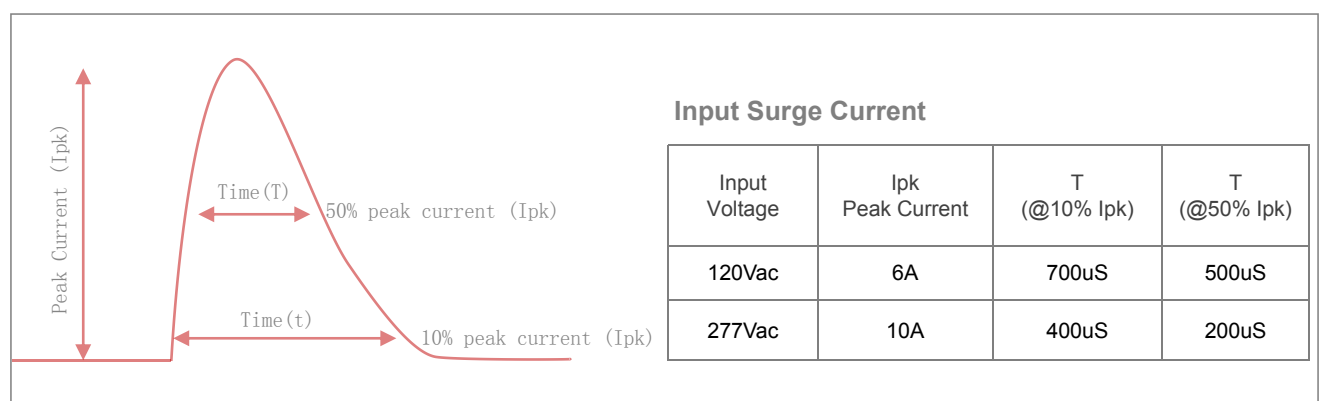 Peak Current (Ipk)
Time(T)
50% peak current (Ipk)
Time(t)
10% peak current (Ipk)
Input Surge Current
Input
Voltage
Ipk
Peak Current
T
(@10% Ipk)
T
(@50% Ipk)
120Vac
6A
700uS
500uS
277Vac
10A
400uS
200uS